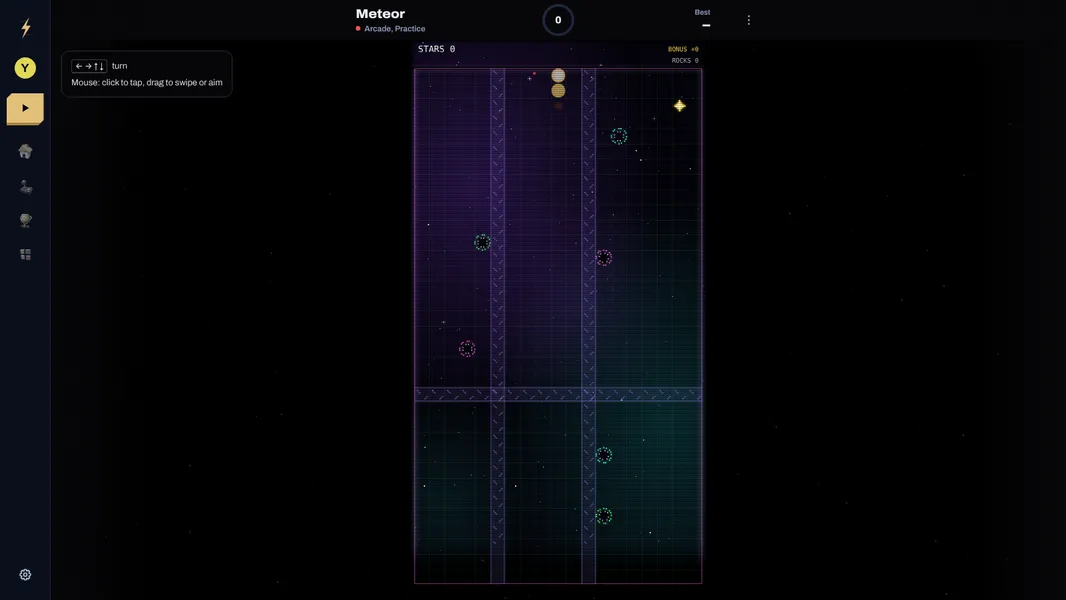 Y
← → ↑ ↓ turn
Mouse: click to tap, drag to swipe or aim
Meteor
Arcade, Practice
0
Best
–
STARS 0
BONUS +0
ROCKS 0